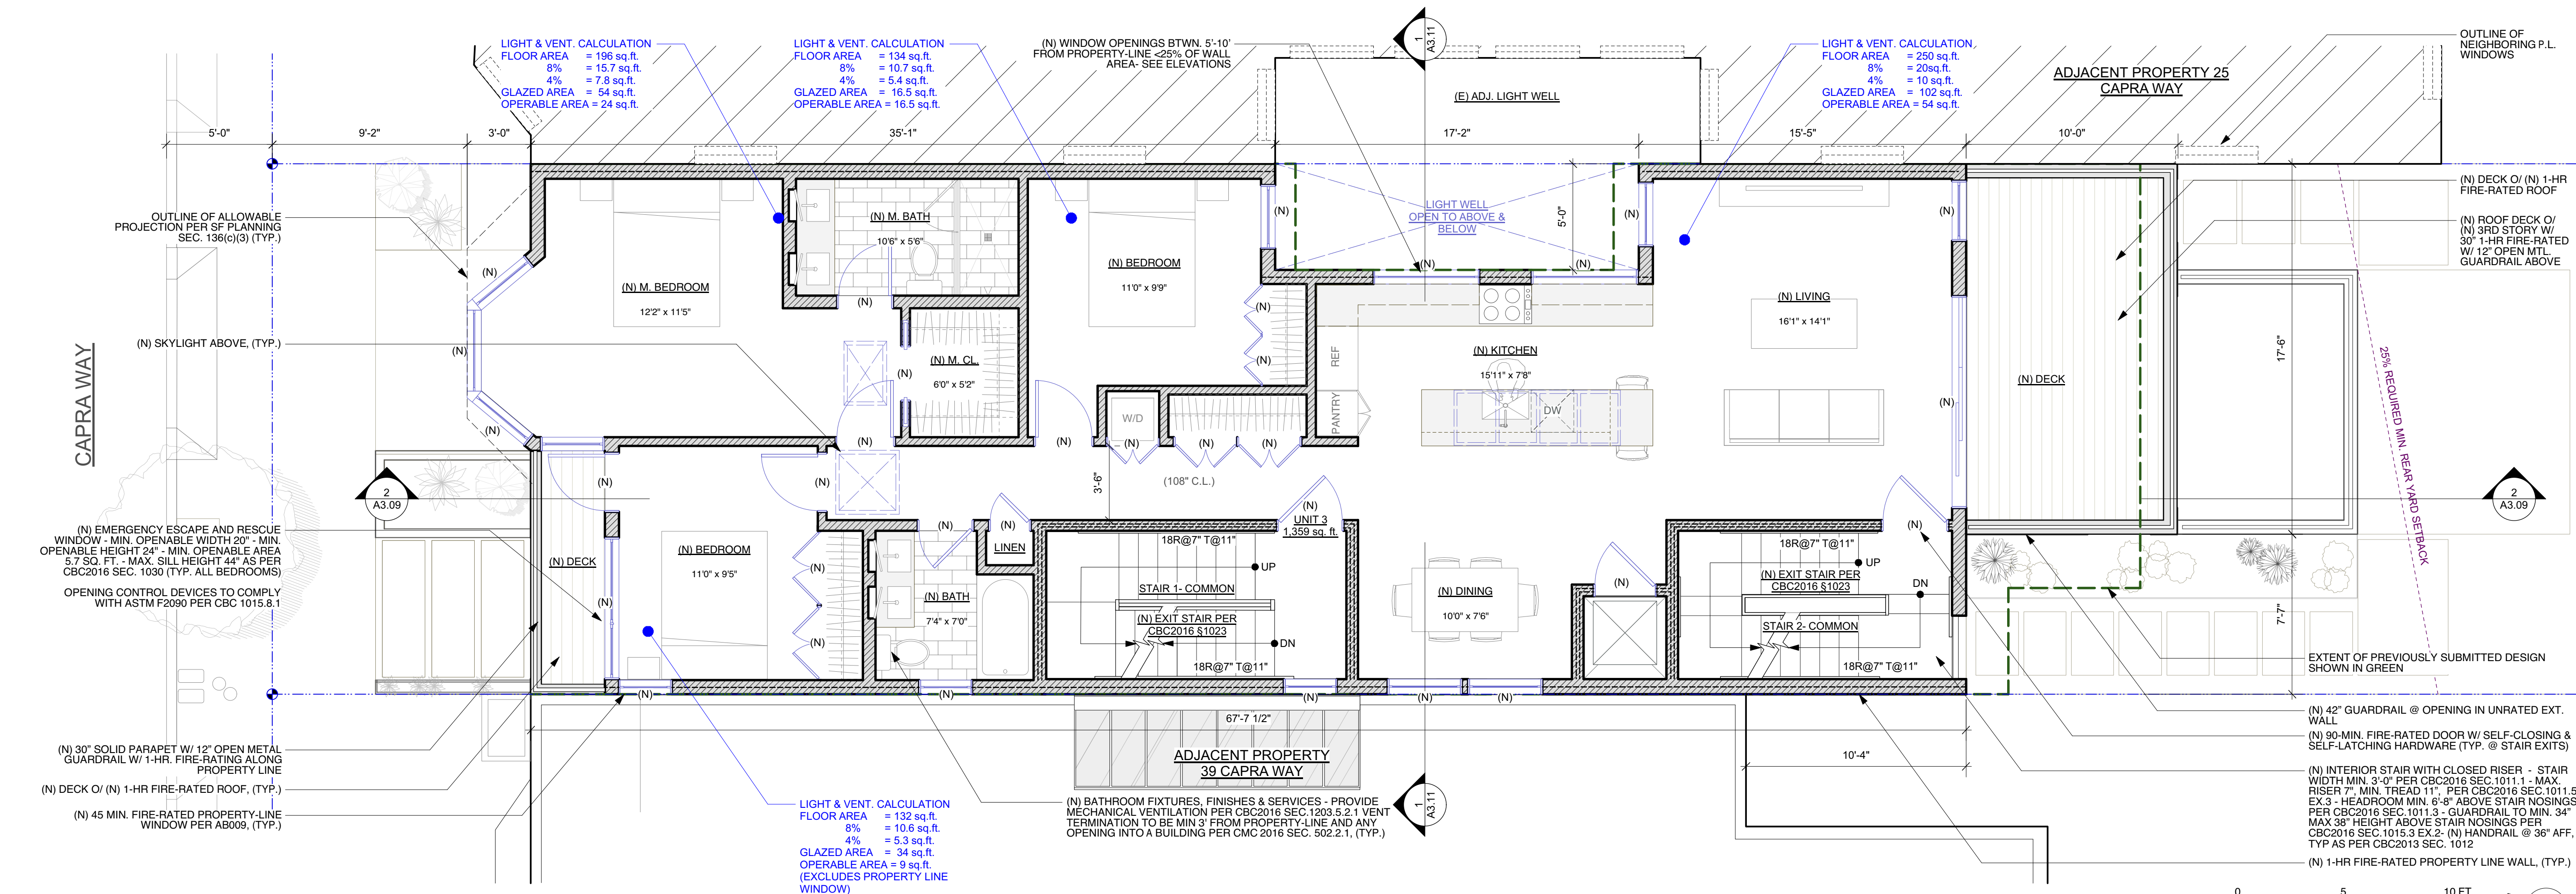 LIGHT & VENT. CALCULATION
FLOOR AREA = 196 sq.ft.
8% = 15.7 sq.ft.
4% = 7.8 sq.ft.
GLAZED AREA = 54 sq.ft.
OPERABLE AREA = 24 sq.ft.
LIGHT & VENT. CALCULATION
FLOOR AREA = 134 sq.ft.
8% = 10.7 sq.ft.
4% = 5.4 sq.ft.
GLAZED AREA = 16.5 sq.ft.
OPERABLE AREA = 16.5 sq.ft.
(N) WINDOW OPENINGS BTWN. 5'-10'
FROM PROPERTY-LINE <25% OF WALL
AREA- SEE ELEVATIONS
1
A3.11
(E) ADJ. LIGHT WELL
LIGHT & VENT. CALCULATION
FLOOR AREA = 250 sq.ft.
8% = 20sq.ft.
4% = 10 sq.ft.
GLAZED AREA = 102 sq.ft.
OPERABLE AREA = 54 sq.ft.
ADJACENT PROPERTY 25
CAPRA WAY
OUTLINE OF
NEIGHBORING P.L.
WINDOWS
5'-0"
9'-2"
3'-0"
35'-1"
17'-2"
15'-5"
10'-0"
OUTLINE OF ALLOWABLE
PROJECTION PER SF PLANNING
SEC. 136(c)(3) (TYP.)
(N) SKYLIGHT ABOVE, (TYP.)
CAPRA WAY
2
A3.09
(N) EMERGENCY ESCAPE AND RESCUE
WINDOW - MIN. OPENABLE WIDTH 20" - MIN.
OPENABLE HEIGHT 24" - MIN. OPENABLE AREA
5.7 SQ. FT. - MAX. SILL HEIGHT 44" AS PER
CBC2016 SEC. 1030 (TYP. ALL BEDROOMS)
OPENING CONTROL DEVICES TO COMPLY
WITH ASTM F2090 PER CBC 1015.8.1
(N) 30" SOLID PARAPET W/ 12" OPEN METAL
GUARDRAIL W/ 1-HR. FIRE-RATING ALONG
PROPERTY LINE
(N) DECK O/ (N) 1-HR FIRE-RATED ROOF, (TYP.)
(N) 45 MIN. FIRE-RATED PROPERTY-LINE
WINDOW PER AB009, (TYP.)
(N)
(N)
(N)
(N) M. BEDROOM
12'2" x 11'5"
(N) M. BATH
10'6" x 5'6"
(N)
(N) M. CL.
6'0" x 5'2"
(N)
(N)
(N) BEDROOM
11'0" x 9'9"
(N)
(N)
(N)
(N)
LIGHT WELL
OPEN TO ABOVE &
BELOW
5'-0"
(N)
(N)
(N)
(N)
(N) LIVING
16'1" x 14'1"
(N) KITCHEN
15'11" x 7'8"
REF
PANTRY
DW
W/D
(N)
(N)
(N)
(N)
(N) DECK
17'-6"
25% REQUIRED MIN. REAR YARD SETBACK
(N) DECK O/ (N) 1-HR
FIRE-RATED ROOF
(N) ROOF DECK O/
(N) 3RD STORY W/
30" 1-HR FIRE-RATED
W/ 12" OPEN MTL.
GUARDRAIL ABOVE
2
A3.09
3'-6"
(108" C.L.)
(N)
UNIT 3
1,359 sq. ft.
(N)
(N)
(N) DECK
(N)
(N) BEDROOM
11'0" x 9'5"
(N)
(N)
(N)
(N)
LINEN
(N) BATH
7'4" x 7'0"
18R@7" T@11"
UP
STAIR 1- COMMON
(N) EXIT STAIR PER
CBC2016 §1023
DN
18R@7" T@11"
(N) DINING
10'0" x 7'6"
(N)
(N)
18R@7" T@11"
UP
(N) EXIT STAIR PER
CBC2016 §1023
DN
STAIR 2- COMMON
18R@7" T@11"
7'-7"
(N)
(N)
(N)
(N)
(N)
67'-7 1/2"
ADJACENT PROPERTY
39 CAPRA WAY
10'-4"
1
A3.11
LIGHT & VENT. CALCULATION
FLOOR AREA = 132 sq.ft.
8% = 10.6 sq.ft.
4% = 5.3 sq.ft.
GLAZED AREA = 34 sq.ft.
OPERABLE AREA = 9 sq.ft.
(EXCLUDES PROPERTY LINE
WINDOW)
(N) BATHROOM FIXTURES, FINISHES & SERVICES - PROVIDE
MECHANICAL VENTILATION PER CBC2016 SEC.1203.5.2.1 VENT
TERMINATION TO BE MIN 3' FROM PROPERTY-LINE AND ANY
OPENING INTO A BUILDING PER CMC 2016 SEC. 502.2.1, (TYP.)
EXTENT OF PREVIOUSLY SUBMITTED DESIGN
SHOWN IN GREEN
(N) 42" GUARDRAIL @ OPENING IN UNRATED EXT.
WALL
(N) 90-MIN. FIRE-RATED DOOR W/ SELF-CLOSING &
SELF-LATCHING HARDWARE (TYP. @ STAIR EXITS)
(N) INTERIOR STAIR WITH CLOSED RISER - STAIR
WIDTH MIN. 3'-0" PER CBC2016 SEC.1011.1 - MAX.
RISER 7", MIN. TREAD 11", PER CBC2016 SEC.1011.5
EX.3 - HEADROOM MIN. 6'-8" ABOVE STAIR NOSINGS
PER CBC2016 SEC.1011.3 - GUARDRAIL TO MIN. 34"
MAX 38" HEIGHT ABOVE STAIR NOSINGS PER
CBC2016 SEC.1015.3 EX.2- (N) HANDRAIL @ 36" AFF,
TYP AS PER CBC2013 SEC. 1012
(N) 1-HR FIRE-RATED PROPERTY LINE WALL, (TYP.)
0 5 10 FT